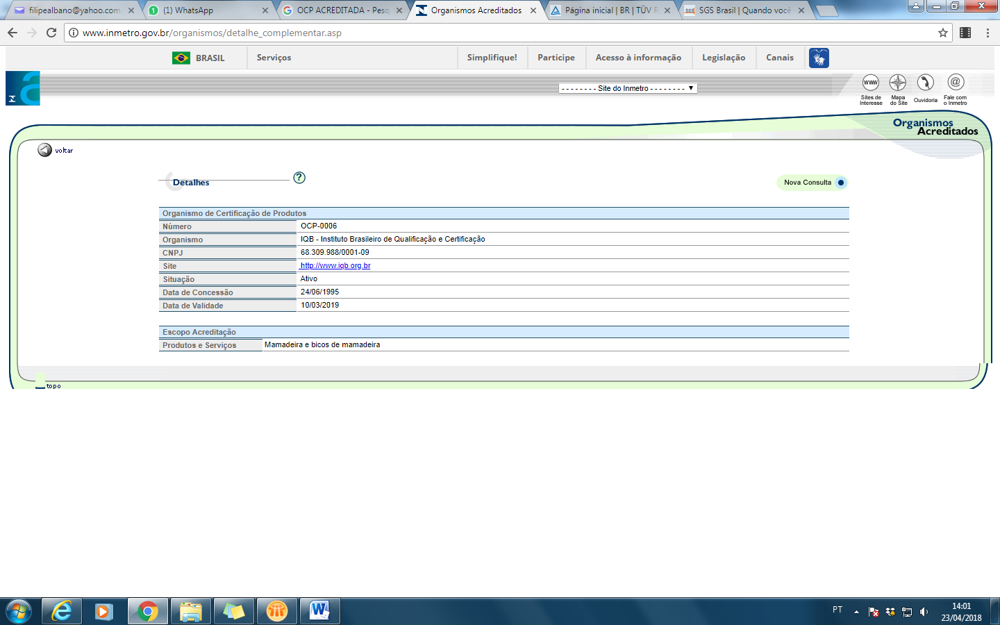 filipealbano@yahoo.com
(1) WhatsApp
OCP ACREDITADA - Pesq
Organismos Acreditados
Página inicial | BR | TÜV R
SGS Brasil | Quando você
www.inmetro.gov.br/organismos/detalhe_complementar.asp
BRASIL
Serviços
Simplifique!
Participe
Acesso à informação
Legislação
Canais
- - - - - - - - Site do Inmetro - - - - - - - -
www
Sites de
Interesse
Mapa
do Site
Ouvidoria
@
Fale com
o Inmetro
Organismos
Acreditados
voltar
Detalhes
?
Nova Consulta
Organismo de Certificação de Produtos
Número OCP-0006
Organismo IQB - Instituto Brasileiro de Qualificação e Certificação
CNPJ 68.309.988/0001-09
Site http://www.iqb.org.br
Situação Ativo
Data de Concessão 24/06/1995
Data de Validade 10/03/2019
Escopo Acreditação
Produtos e Serviços Mamadeira e bicos de mamadeira
topo
PT
14:01
23/04/2018